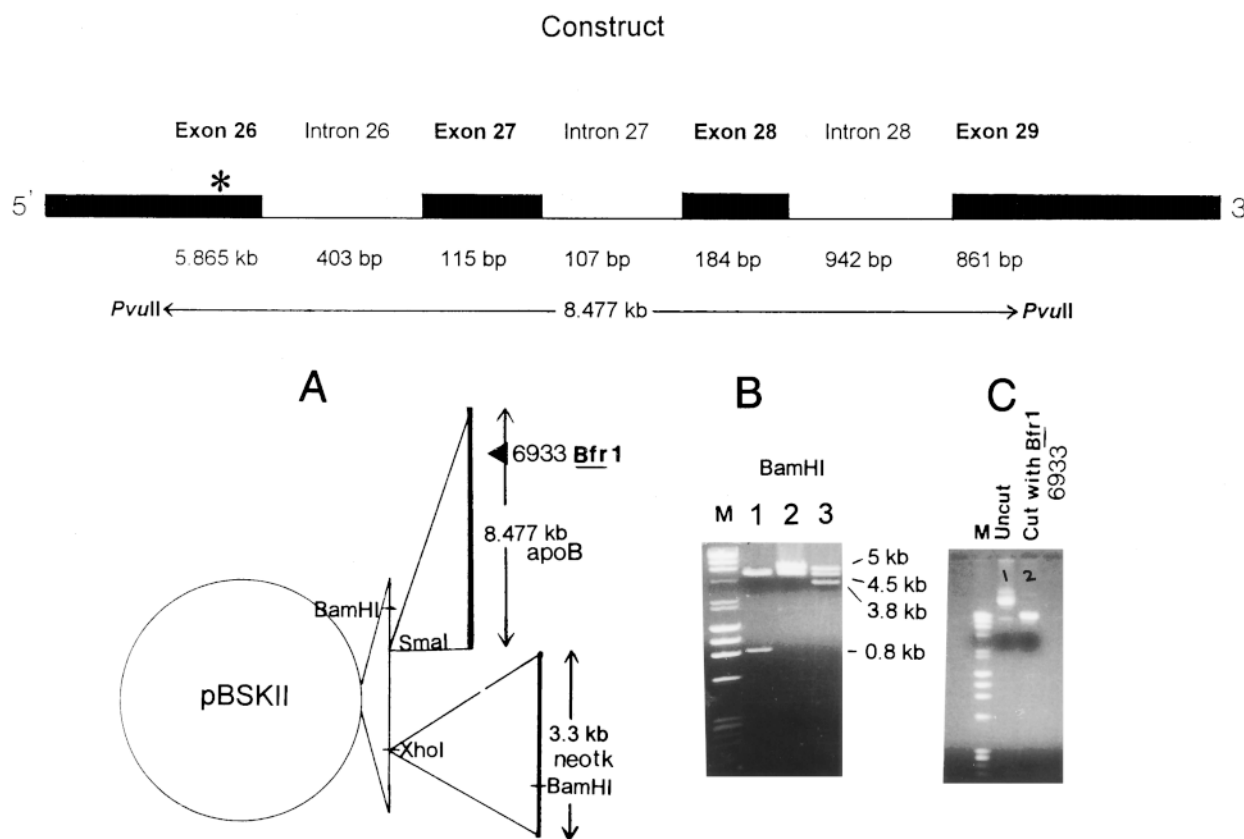 Construct
Exon 26 Intron 26 Exon 27 Intron 27 Exon 28 Intron 28 Exon 29
*
5' 3'
5.865 kb 403 bp 115 bp 107 bp 184 bp 942 bp 861 bp
PvuII 8.477 kb PvuII
A
6933 Bfr1
8.477 kb
apoB
BamHI
SmaI
pBSKII
XhoI
3.3 kb
neotk
BamHI
B
BamHI
M 1 2 3
5 kb
4.5 kb
3.8 kb
0.8 kb
C
M
Uncut
Cut with Bfr1
6933
1 2